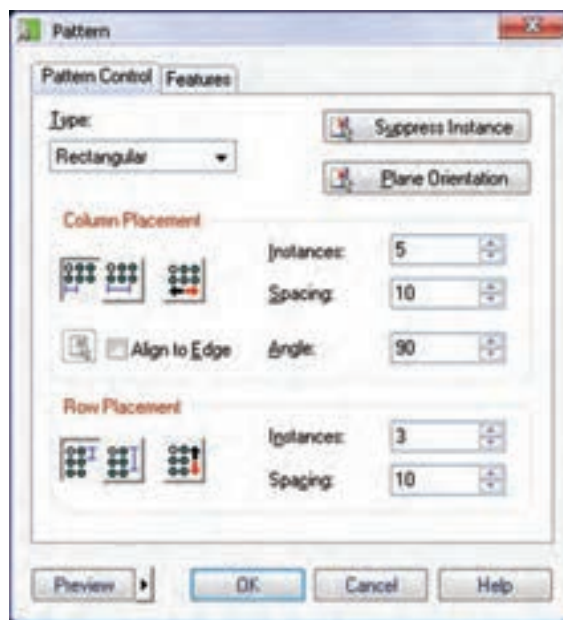 Pattern
Pattern Control Features
Type:
Suppress Instance
Rectangular
Plane Orientation
Column Placement
Instances: 5
Spacing: 10
Align to Edge Angle: 90
Row Placement
Instances: 3
Spacing: 10
Preview OK Cancel Help